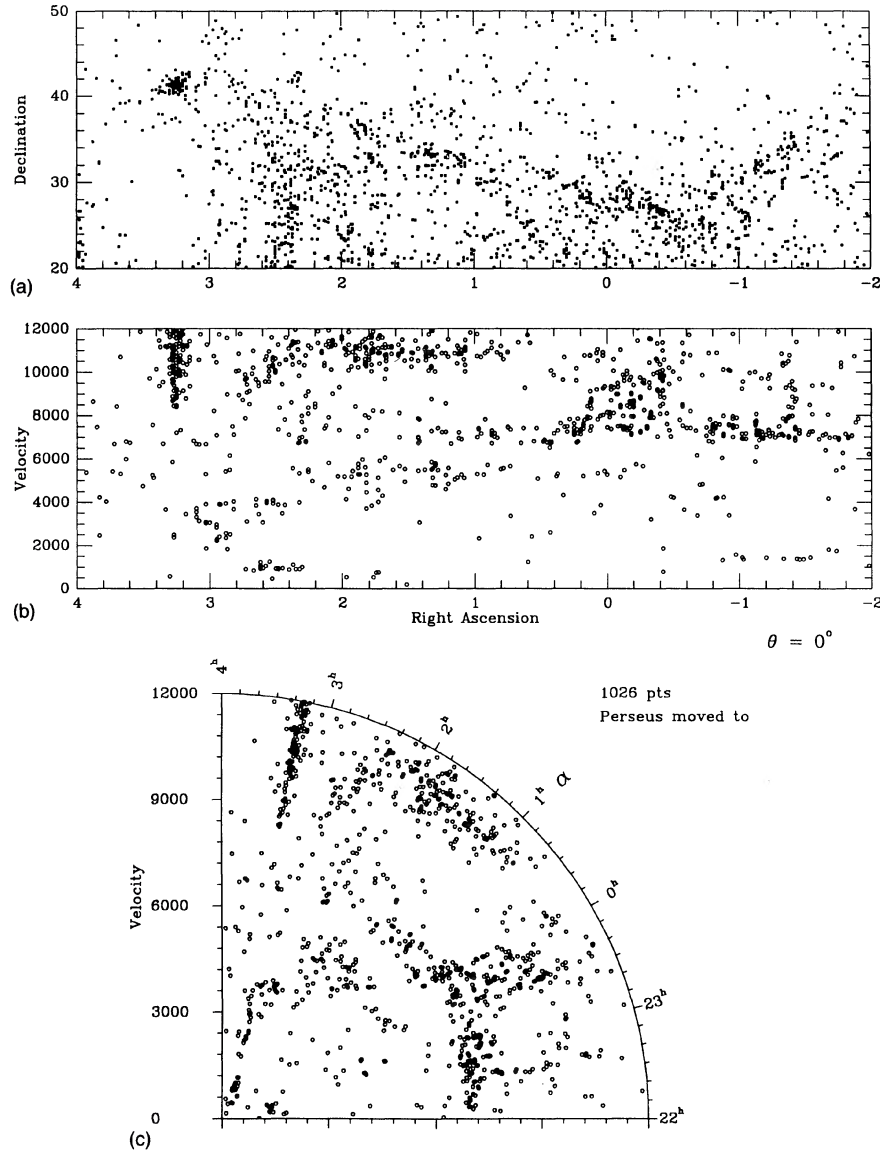 50
40
30
20
Declination
(a)
4
3
2
1
0
−1
−2
12000
10000
8000
6000
4000
2000
0
Velocity
(b)
4
3
2
1
0
−1
−2
Right Ascension
θ = 0°
1026 pts
Perseus moved to
12000
9000
6000
3000
0
Velocity
4ʰ
3ʰ
2ʰ
1ʰ
α
0ʰ
23ʰ
22ʰ
(c)